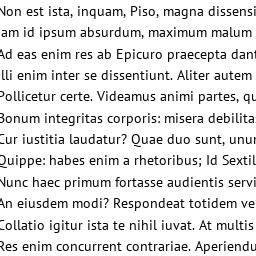 Non est ista, inquam, Piso, magna dissensi
iam id ipsum absurdum, maximum malum
Ad eas enim res ab Epicuro praecepta dant
Illi enim inter se dissentiunt. Aliter autem
Pollicetur certe. Videamus animi partes, qu
Bonum integritas corporis: misera debilita
Cur iustitia laudatur? Quae duo sunt, unur
Quippe: habes enim a rhetoribus; Id Sextil
Nunc haec primum fortasse audientis servi
An eiusdem modi? Respondeat totidem ve
Collatio igitur ista te nihil iuvat. At multis
Res enim concurrent contrariae. Aperiendu